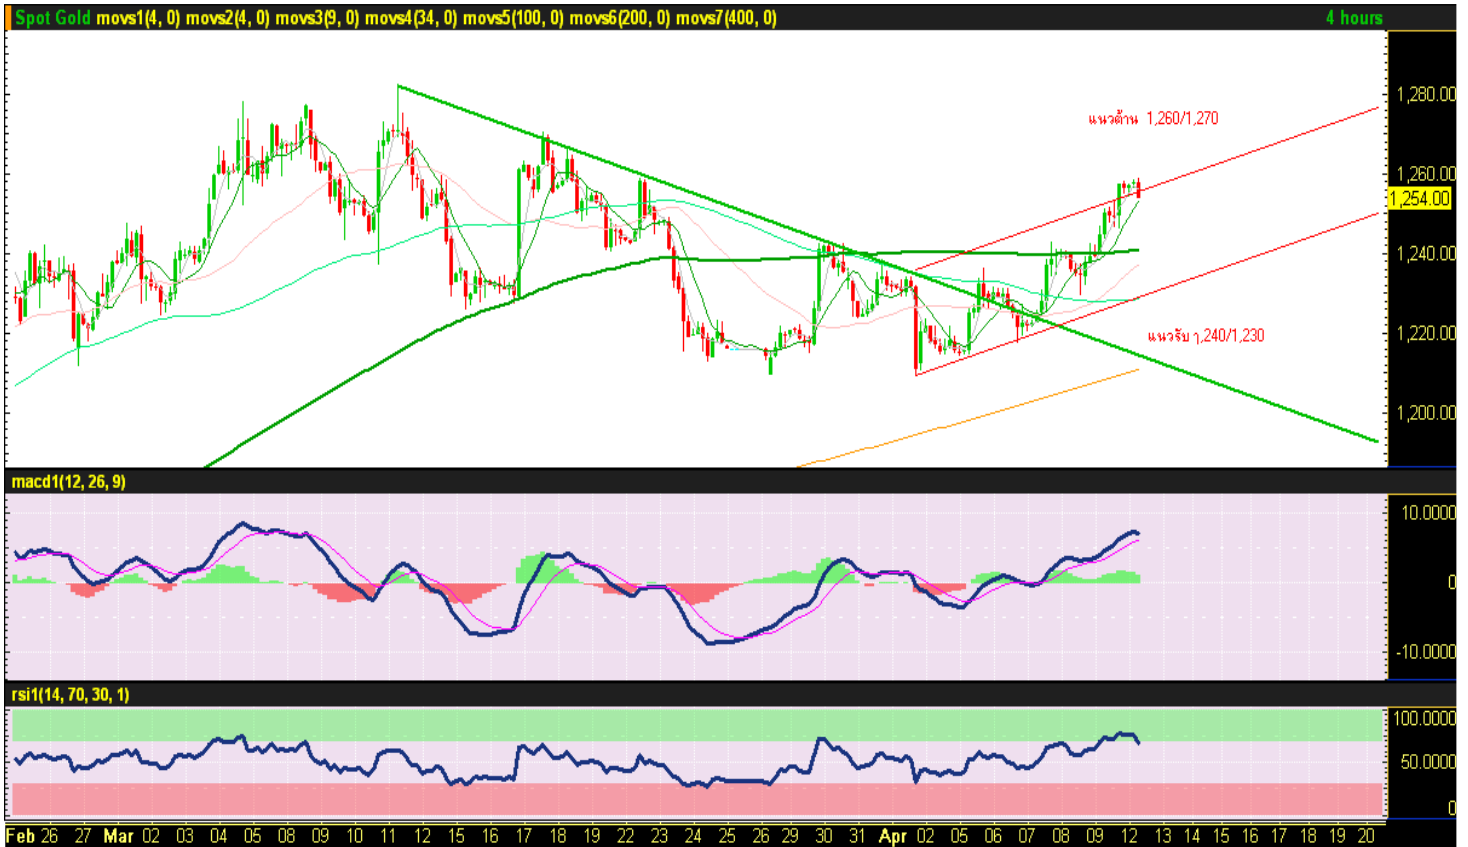 Spot Gold movs1(4, 0) movs2(4, 0) movs3(9, 0) movs4(34, 0) movs5(100, 0) movs6(200, 0) movs7(400, 0) 4 hours
1,280.00
แนวต้าน 1,260/1,270
1,260.00
1,254.00
1,240.00
1,220.00
แนวรับ ๅ,240/1,230
1,200.00
macd1(12, 26, 9)
10.0000
0
-10.0000
rsi1(14, 70, 30, 1)
100.0000
50.0000
0
Feb 26 27 Mar 02 03 04 05 08 09 10 11 12 15 16 17 18 19 22 23 24 25 26 29 30 31 Apr 02 05 06 07 08 09 12 13 14 15 16 17 18 19 20